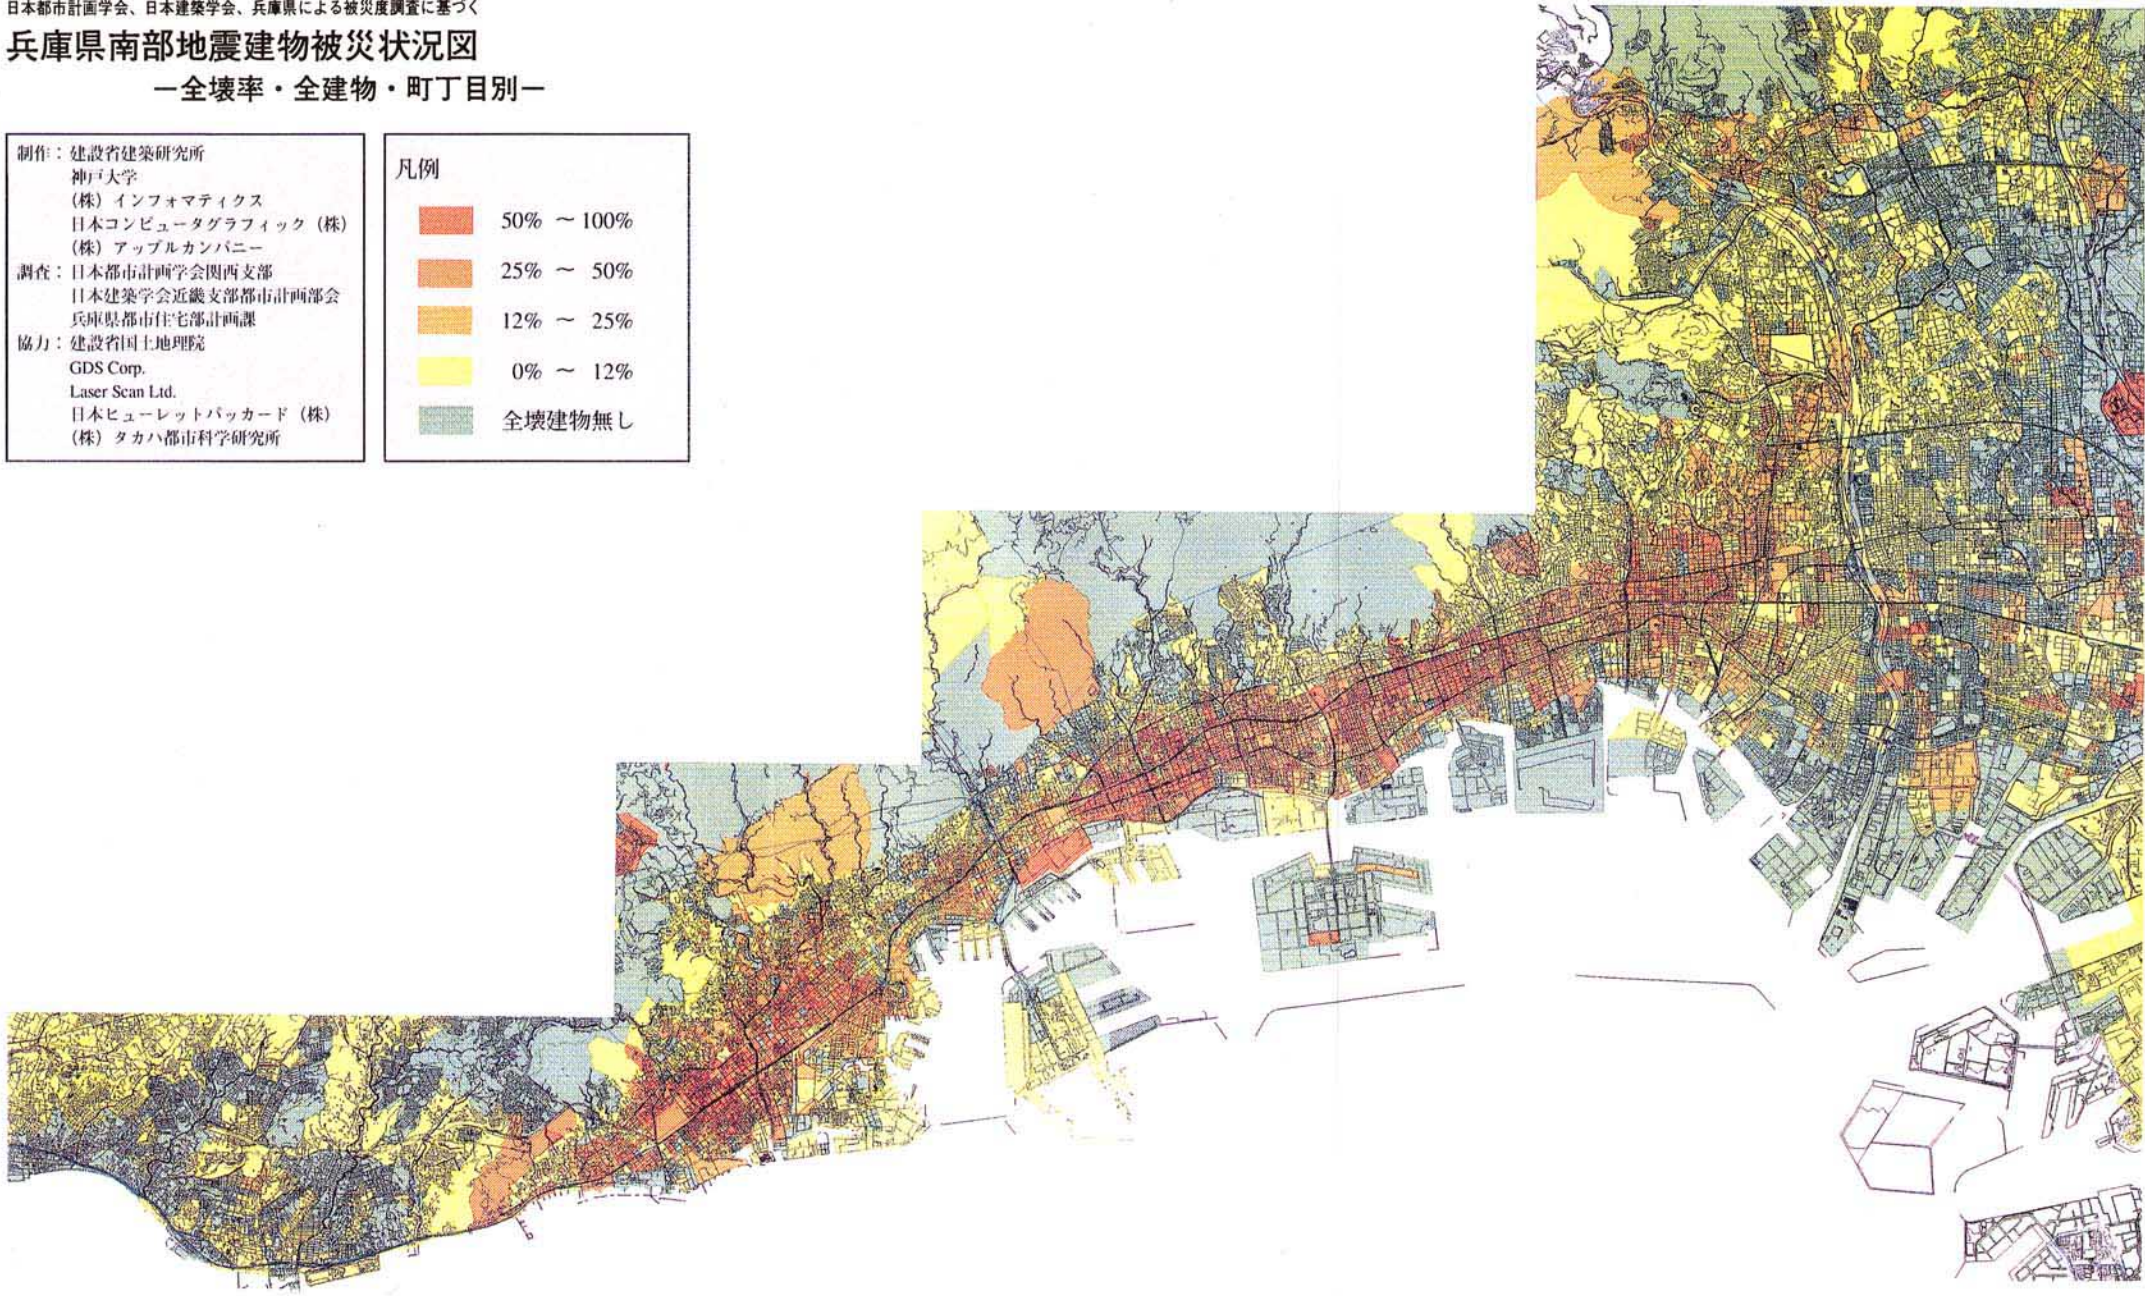 日本都市計画学会、日本建築学会、兵庫県による被災度調査に基づく
兵庫県南部地震建物被災状況図
―全壊率・全建物・町丁目別―
制作：建設省建築研究所
神戸大学
(株) インフォマティクス
日本コンピュータグラフィック (株)
(株) アップルカンパニー
調査：日本都市計画学会関西支部
日本建築学会近畿支部都市計画部会
兵庫県都市住宅部計画課
協力：建設省国土地理院
GDS Corp.
Laser Scan Ltd.
日本ヒューレットパッカード (株)
(株) タカハ都市科学研究所
凡例
50% ～ 100%
25% ～ 50%
12% ～ 25%
0% ～ 12%
全壊建物無し